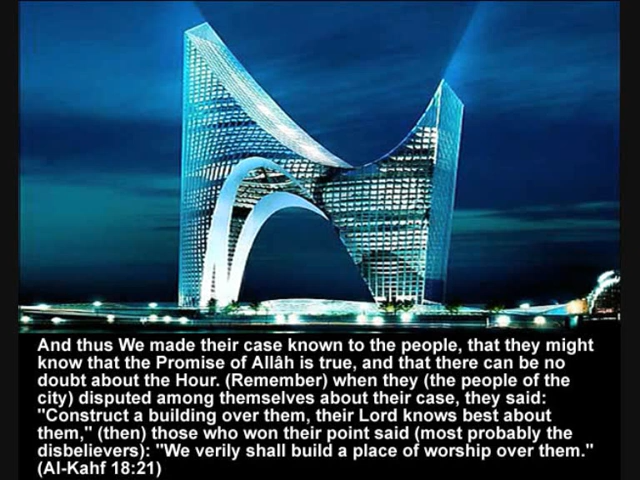 And thus We made their case known to the people, that they might
know that the Promise of Allâh is true, and that there can be no
doubt about the Hour. (Remember) when they (the people of the
city) disputed among themselves about their case, they said:
"Construct a building over them, their Lord knows best about
them," (then) those who won their point said (most probably the
disbelievers): "We verily shall build a place of worship over them."
(Al-Kahf 18:21)